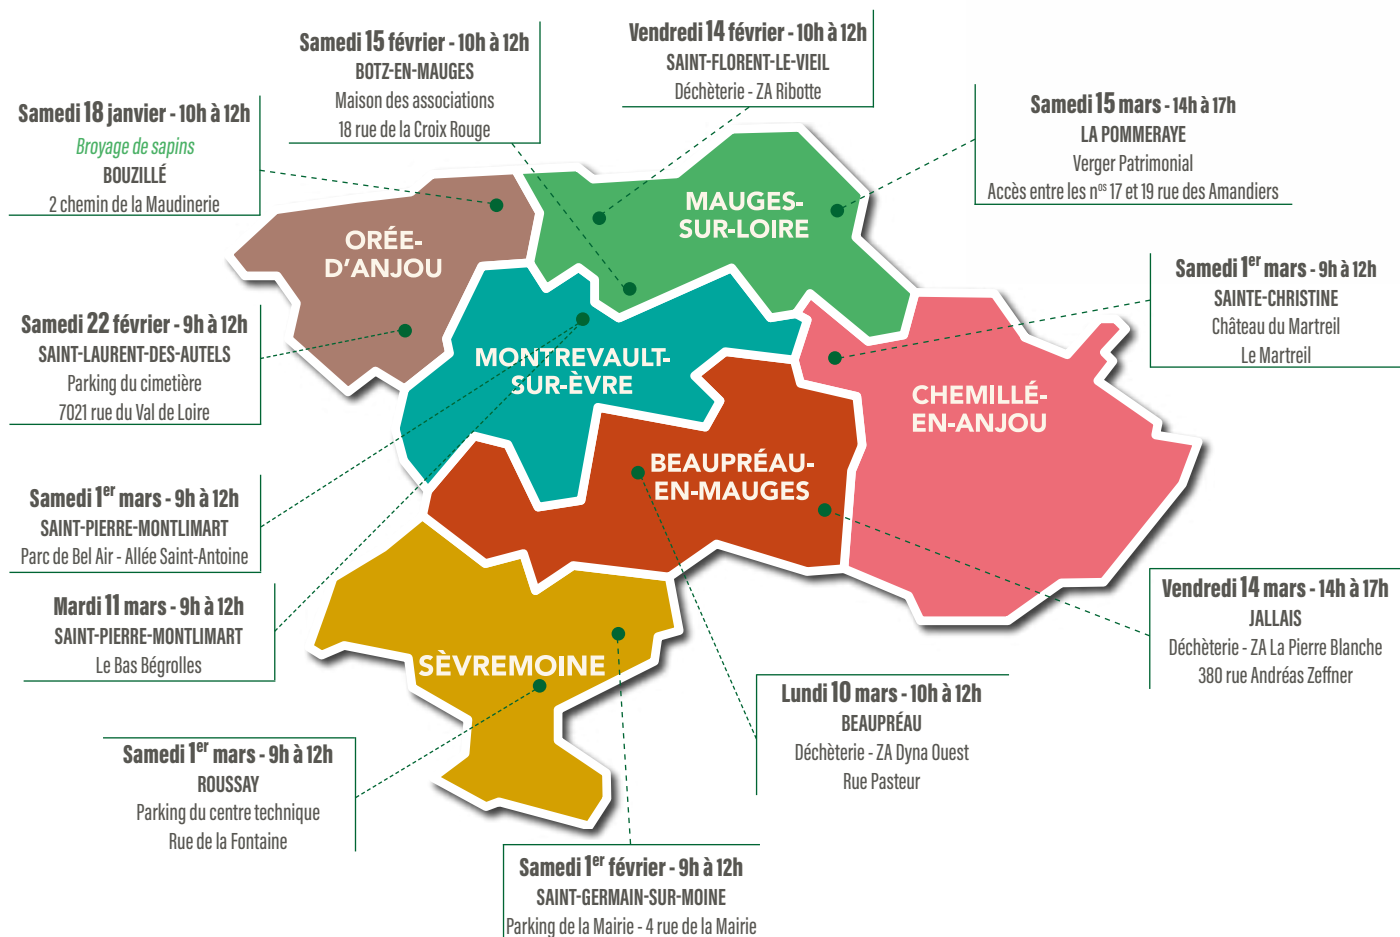 Samedi 15 février - 10h à 12h
BOTZ-EN-MAUGES
Maison des associations
18 rue de la Croix Rouge
Vendredi 14 février - 10h à 12h
SAINT-FLORENT-LE-VIEIL
Déchèterie - ZA Ribotte
Samedi 18 janvier - 10h à 12h
Broyage de sapins
BOUZILLÉ
2 chemin de la Maudinerie
Samedi 15 mars - 14h à 17h
LA POMMERAYE
Verger Patrimonial
Accès entre les nos 17 et 19 rue des Amandiers
MAUGES-
SUR-LOIRE
ORÉE-
D'ANJOU
Samedi 1er mars - 9h à 12h
SAINTE-CHRISTINE
Château du Martreil
Le Martreil
Samedi 22 février - 9h à 12h
SAINT-LAURENT-DES-AUTELS
Parking du cimetière
7021 rue du Val de Loire
MONTREVAULT-
SUR-ÈVRE
CHEMILLÉ-
EN-ANJOU
BEAUPRÉAU-
EN-MAUGES
Samedi 1er mars - 9h à 12h
SAINT-PIERRE-MONTLIMART
Parc de Bel Air - Allée Saint-Antoine
Mardi 11 mars - 9h à 12h
SAINT-PIERRE-MONTLIMART
Le Bas Bégrolles
Vendredi 14 mars - 14h à 17h
JALLAIS
Déchèterie - ZA La Pierre Blanche
380 rue Andréas Zeffner
SÈVREMOINE
Lundi 10 mars - 10h à 12h
BEAUPRÉAU
Déchèterie - ZA Dyna Ouest
Rue Pasteur
Samedi 1er mars - 9h à 12h
ROUSSAY
Parking du centre technique
Rue de la Fontaine
Samedi 1er février - 9h à 12h
SAINT-GERMAIN-SUR-MOINE
Parking de la Mairie - 4 rue de la Mairie